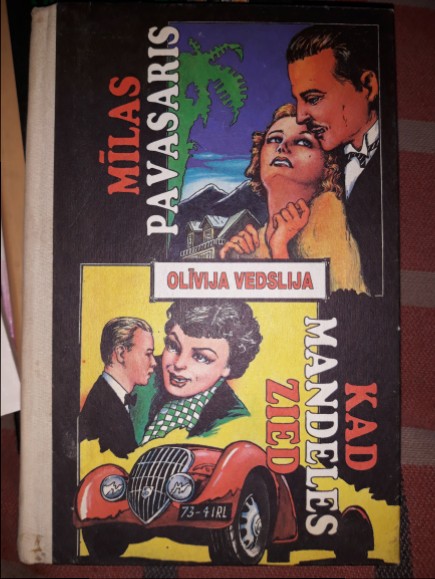 MĪLAS
PAVASARIS
OLĪVIJA VEDSLIJA
KAD
MANDELES
ZIED
73-41RL